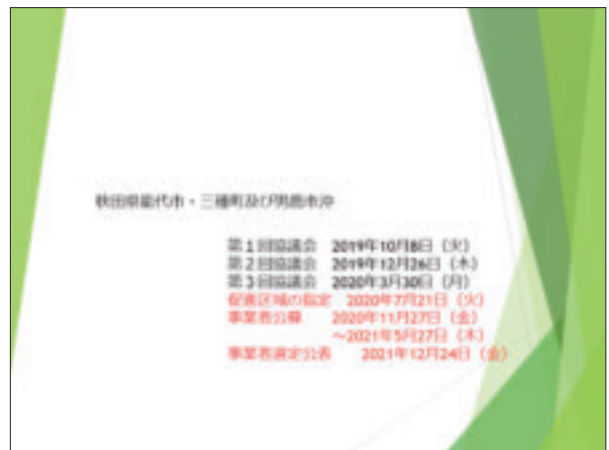 秋田県能代市・三種町及び男鹿市沖
第1回協議会　2019年10月8日（火）
第2回協議会　2019年12月26日（木）
第3回協議会　2020年3月30日（月）
促進区域の指定　2020年7月21日（火）
事業者公募　2020年11月27日（金）
～2021年5月27日（木）
事業者選定公表　2021年12月24日（金）